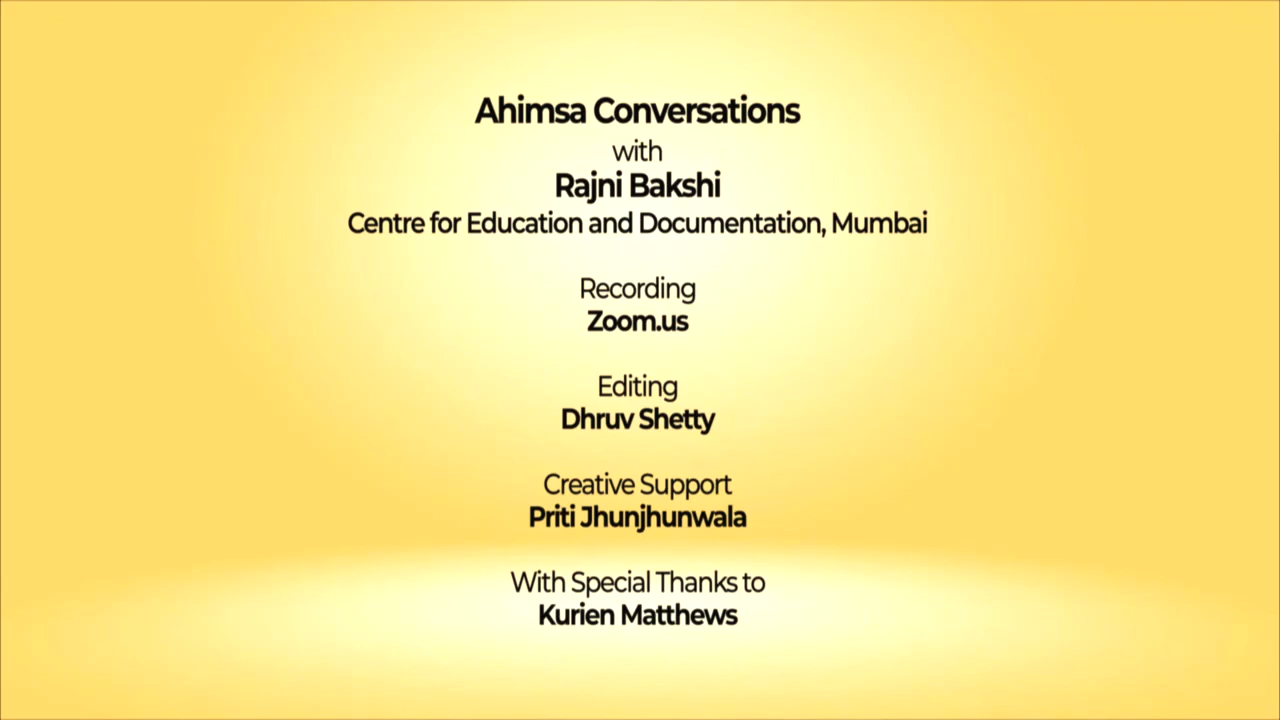 Ahimsa Conversations
with
Rajni Bakshi
Centre for Education and Documentation, Mumbai
Recording
Zoom.us
Editing
Dhruv Shetty
Creative Support
Priti Jhunjhunwala
With Special Thanks to
Kurien Matthews